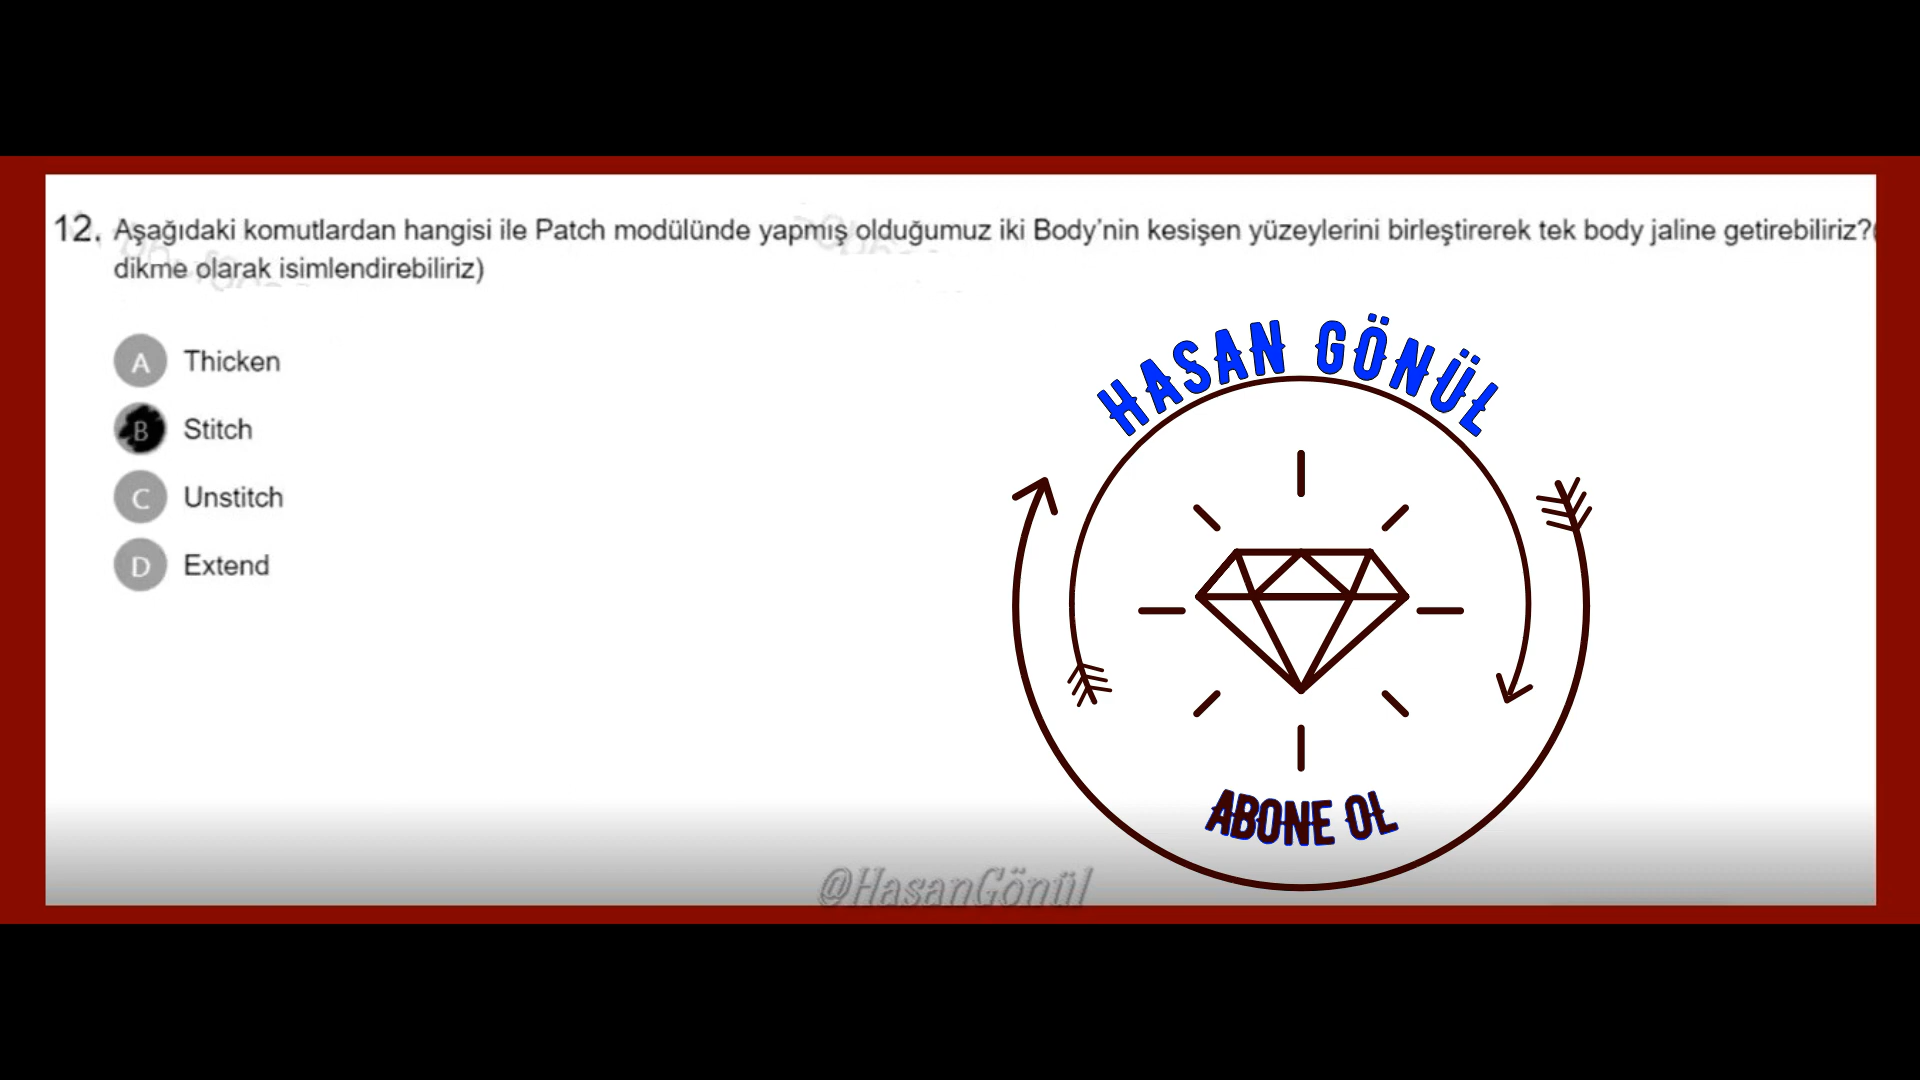 12. Aşağıdaki komutlardan hangisi ile Patch modülünde yapmış olduğumuz iki Body'nin kesişen yüzeylerini birleştirerek tek body jaline getirebiliriz?(
dikme olarak isimlendirebiliriz)
A Thicken
B Stitch
C Unstitch
D Extend
HASAN GÖNÜL
ABONE OL
@HasanGönül